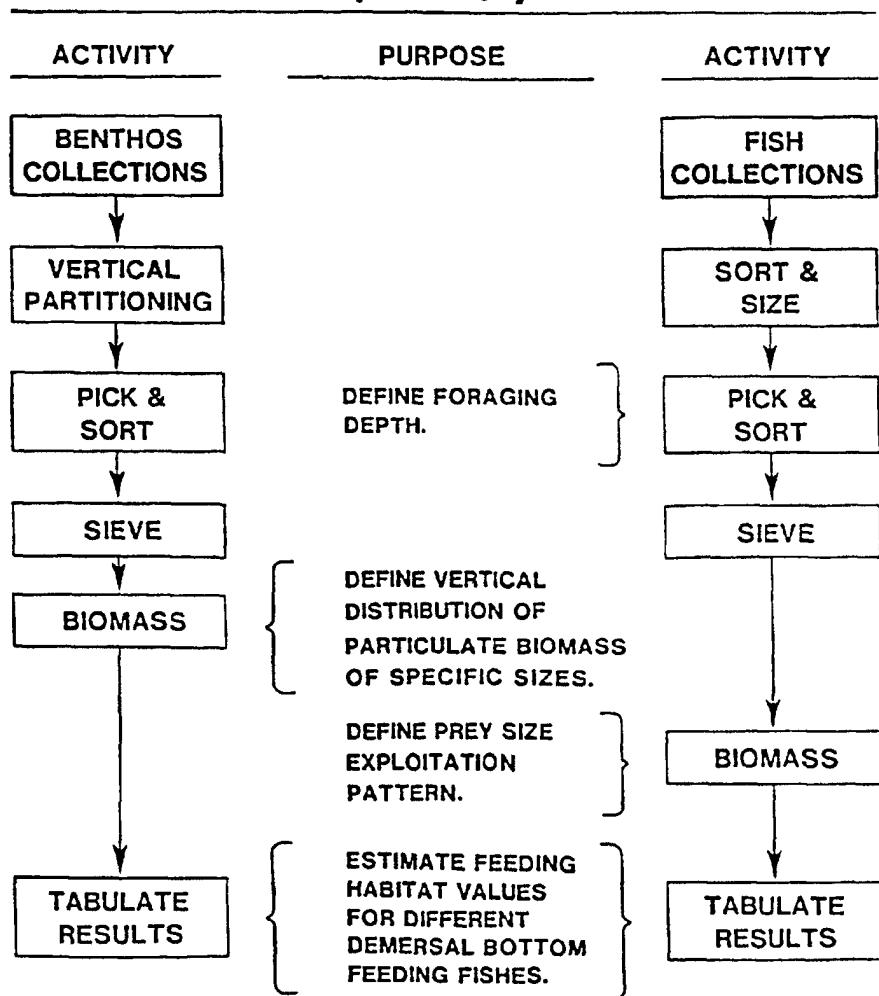 ACTIVITY PURPOSE ACTIVITY
BENTHOS
COLLECTIONS
VERTICAL
PARTITIONING
PICK &
SORT
SIEVE
BIOMASS
TABULATE
RESULTS
DEFINE FORAGING
DEPTH.
DEFINE VERTICAL
DISTRIBUTION OF
PARTICULATE BIOMASS
OF SPECIFIC SIZES.
DEFINE PREY SIZE
EXPLOITATION
PATTERN.
ESTIMATE FEEDING
HABITAT VALUES
FOR DIFFERENT
DEMERSAL BOTTOM
FEEDING FISHES.
FISH
COLLECTIONS
SORT &
SIZE
PICK &
SORT
SIEVE
BIOMASS
TABULATE
RESULTS